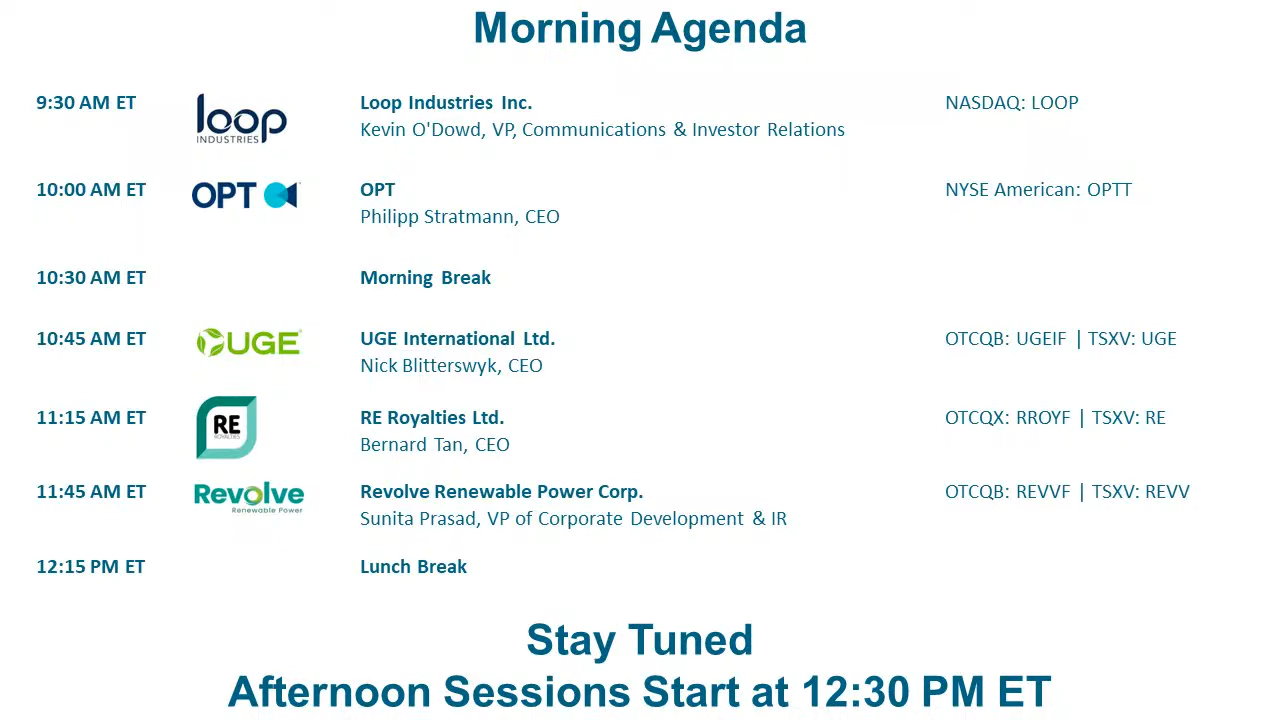 Morning Agenda
9:30 AM ET
loop
INDUSTRIES
Loop Industries Inc.
Kevin O'Dowd, VP, Communications & Investor Relations
NASDAQ: LOOP
10:00 AM ET
OPT
OPT
Philipp Stratmann, CEO
NYSE American: OPTT
10:30 AM ET
Morning Break
10:45 AM ET
UGE
UGE International Ltd.
Nick Blitterswyk, CEO
OTCQB: UGEIF | TSXV: UGE
11:15 AM ET
RE
ROYALTIES
RE Royalties Ltd.
Bernard Tan, CEO
OTCQX: RROYF | TSXV: RE
11:45 AM ET
Revolve
Renewable Power
Revolve Renewable Power Corp.
Sunita Prasad, VP of Corporate Development & IR
OTCQB: REVVF | TSXV: REVV
12:15 PM ET
Lunch Break
Stay Tuned
Afternoon Sessions Start at 12:30 PM ET